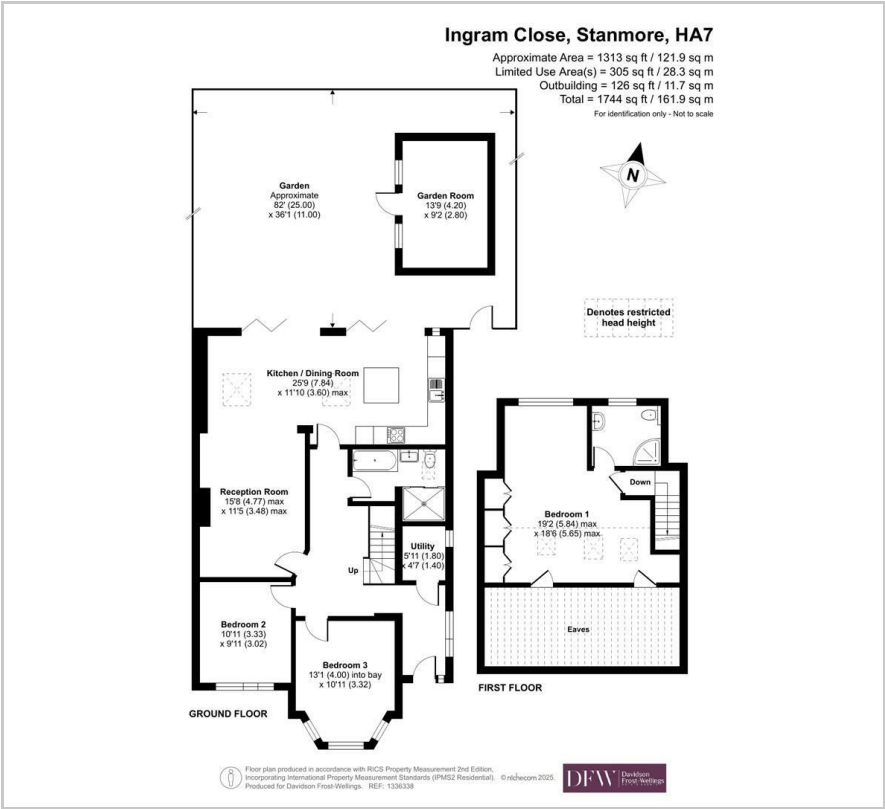 Ingram Close, Stanmore, HA7
Approximate Area = 1313 sq ft / 121.9 sq m
Limited Use Area(s) = 305 sq ft / 28.3 sq m
Outbuilding = 126 sq ft / 11.7 sq m
Total = 1744 sq ft / 161.9 sq m
For identification only - Not to scale
N
Garden
Approximate
82' (25.00)
x 36'1 (11.00)
Garden Room
13'9 (4.20)
x 9'2 (2.80)
Denotes restricted
head height
Kitchen / Dining Room
25'9 (7.84)
x 11'10 (3.60) max
Reception Room
15'8 (4.77) max
x 11'5 (3.48) max
Utility
5'11 (1.80)
x 4'7 (1.40)
Up
Bedroom 2
10'11 (3.33)
x 9'11 (3.02)
Bedroom 3
13'1 (4.00) into bay
x 10'11 (3.32)
GROUND FLOOR
Down
Bedroom 1
19'2 (5.84) max
x 18'6 (5.65) max
Eaves
FIRST FLOOR
Floor plan produced in accordance with RICS Property Measurement 2nd Edition,
Incorporating International Property Measurement Standards (IPMS2 Residential). © nichecom 2025.
Produced for Davidson Frost-Wellings. REF: 1336338
DFW
Davidson
Frost-Wellings